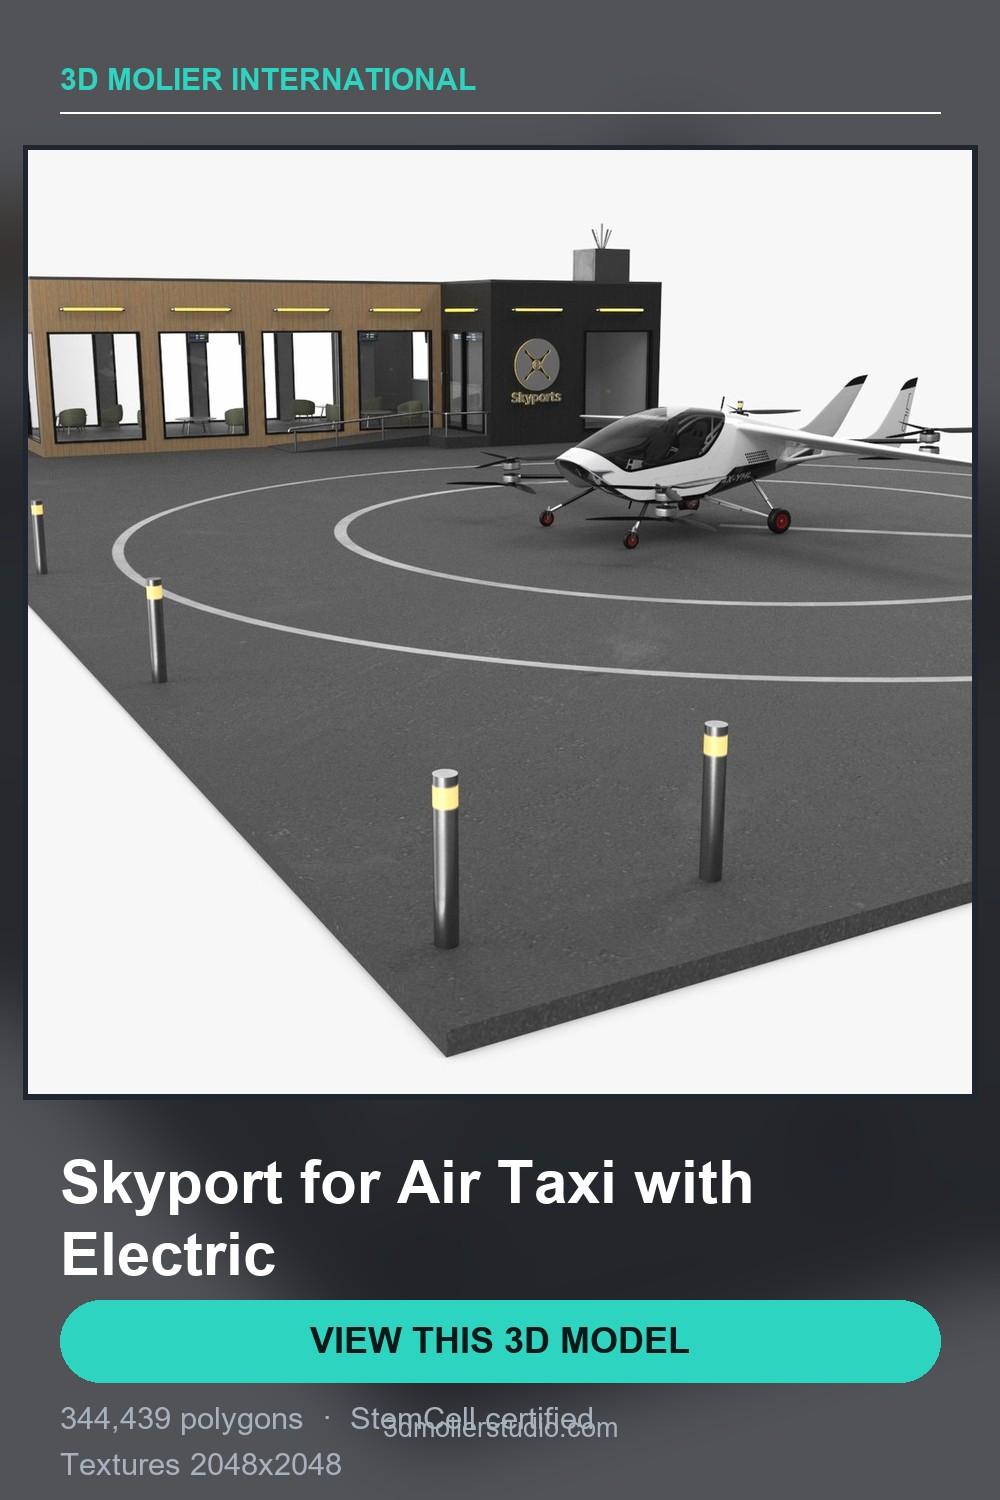 3D MOLIER INTERNATIONAL
Skyports
Skyport for Air Taxi with
Electric
VIEW THIS 3D MODEL
344,439 polygons · StemCell certified
3dmolierstudio.com
Textures 2048x2048